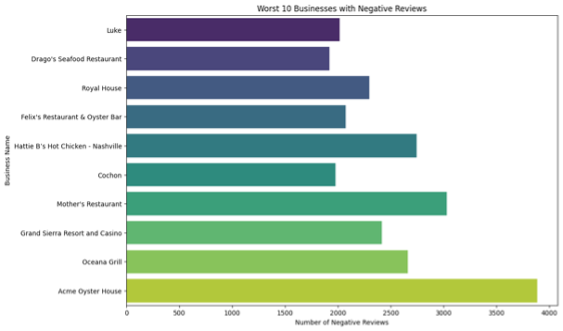 Worst 10 Businesses with Negative Reviews
Business Name
Luke
Drago's Seafood Restaurant
Royal House
Felix's Restaurant & Oyster Bar
Hattie B's Hot Chicken - Nashville
Cochon
Mother's Restaurant
Grand Sierra Resort and Casino
Oceana Grill
Acme Oyster House
0 500 1000 1500 2000 2500 3000 3500 4000
Number of Negative Reviews